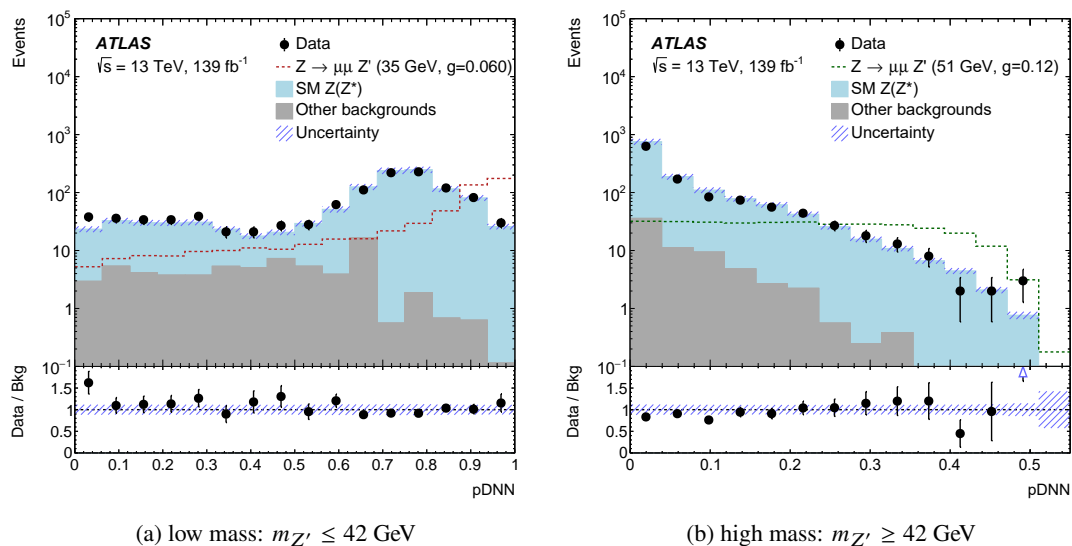 Events
10⁵
10⁴
10³
10²
10
1
10⁻¹
ATLAS
√s = 13 TeV, 139 fb⁻¹
Data
Z → μμ Z' (35 GeV, g=0.060)
SM Z(Z*)
Other backgrounds
Uncertainty
Data / Bkg
1.5
1
0.5
0
0 0.1 0.2 0.3 0.4 0.5 0.6 0.7 0.8 0.9 1
pDNN
(a) low mass: m_Z′ ≤ 42 GeV
Events
10⁵
10⁴
10³
10²
10
1
10⁻¹
ATLAS
√s = 13 TeV, 139 fb⁻¹
Data
Z → μμ Z' (51 GeV, g=0.12)
SM Z(Z*)
Other backgrounds
Uncertainty
Data / Bkg
1.5
1
0.5
0
0 0.1 0.2 0.3 0.4 0.5
pDNN
(b) high mass: m_Z′ ≥ 42 GeV